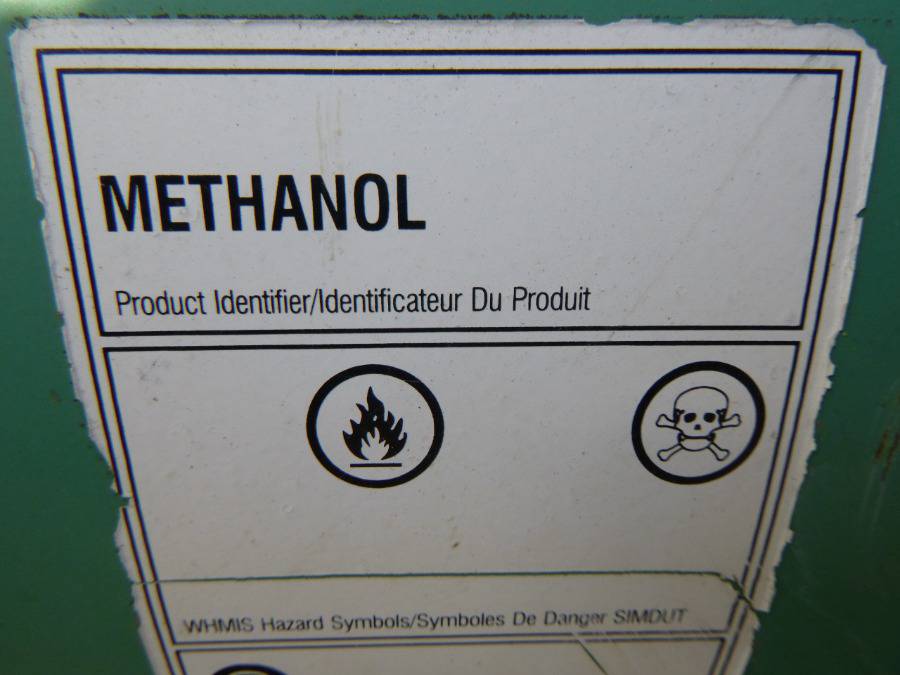 METHANOL
Product Identifier/Identificateur Du Produit
WHMIS Hazard Symbols/Symboles De Danger SIMDUT